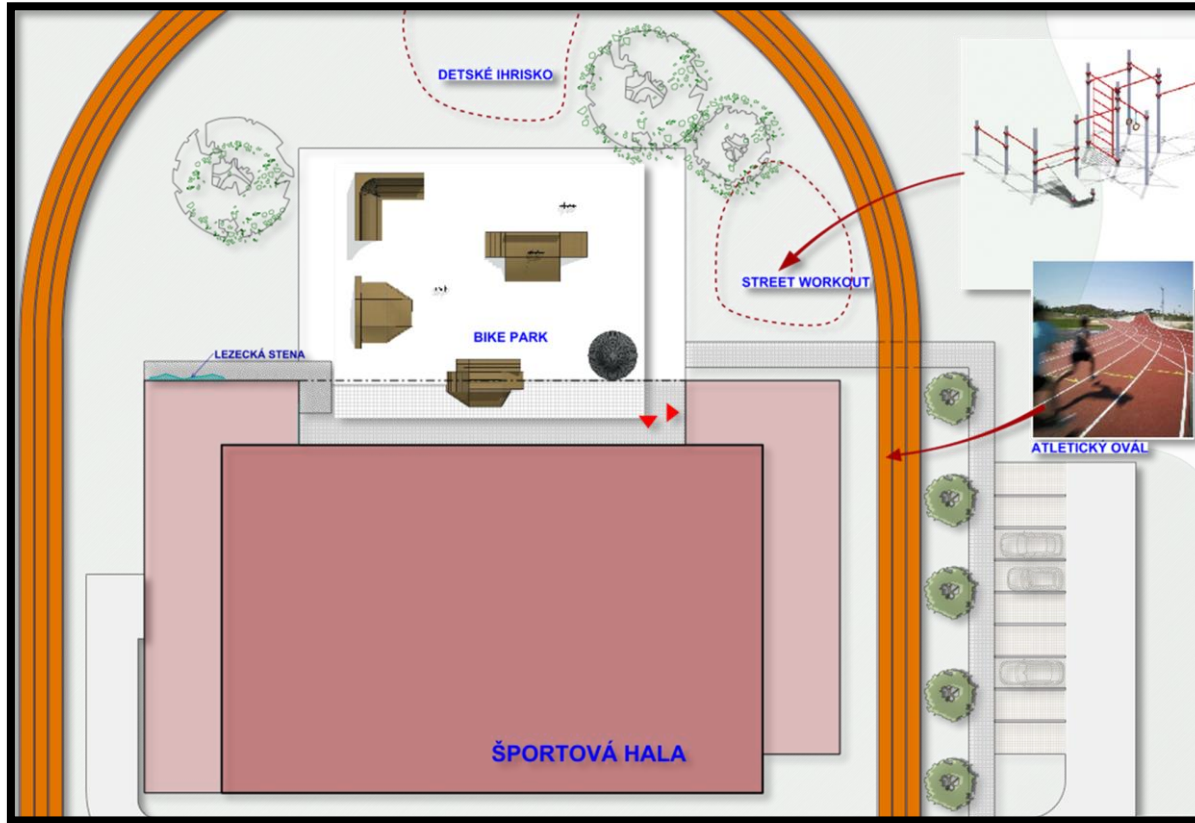 DETSKÉ IHRISKO
STREET WORKOUT
BIKE PARK
LEZECKÁ STENA
ATLETICKÝ OVÁL
ŠPORTOVÁ HALA